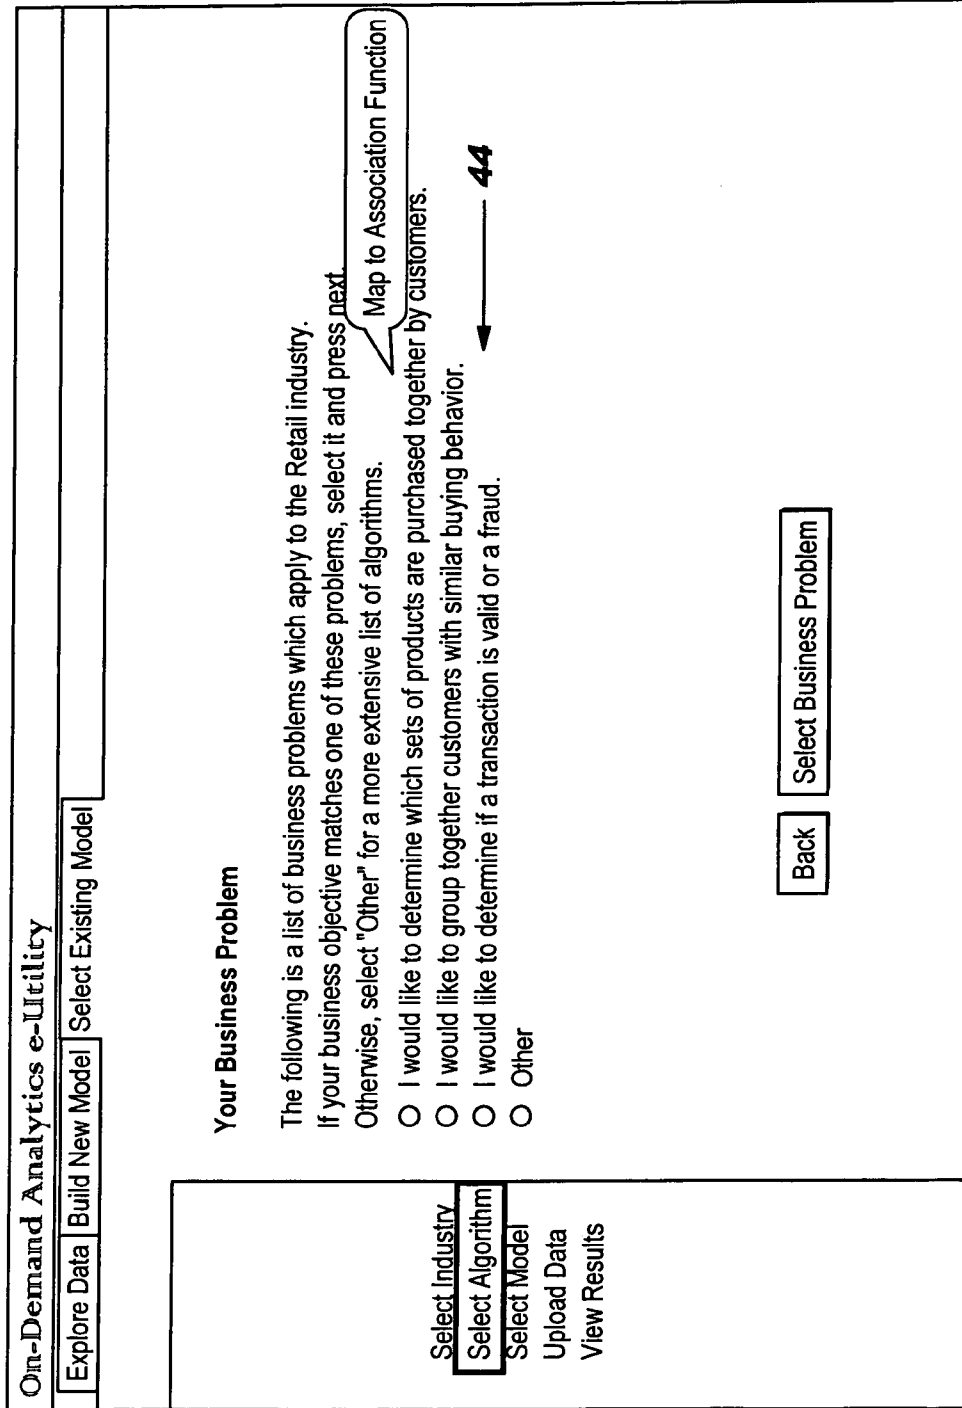 On-Demand Analytics e-Utility
Explore Data
Build New Model
Select Existing Model
Select Industry
Select Algorithm
Select Model
Upload Data
View Results
Your Business Problem
The following is a list of business problems which apply to the Retail industry.
If your business objective matches one of these problems, select it and press next.
Otherwise, select "Other" for a more extensive list of algorithms.
Map to Association Function
I would like to determine which sets of products are purchased together by customers.
I would like to group together customers with similar buying behavior.
I would like to determine if a transaction is valid or a fraud.
Other
44
Back
Select Business Problem